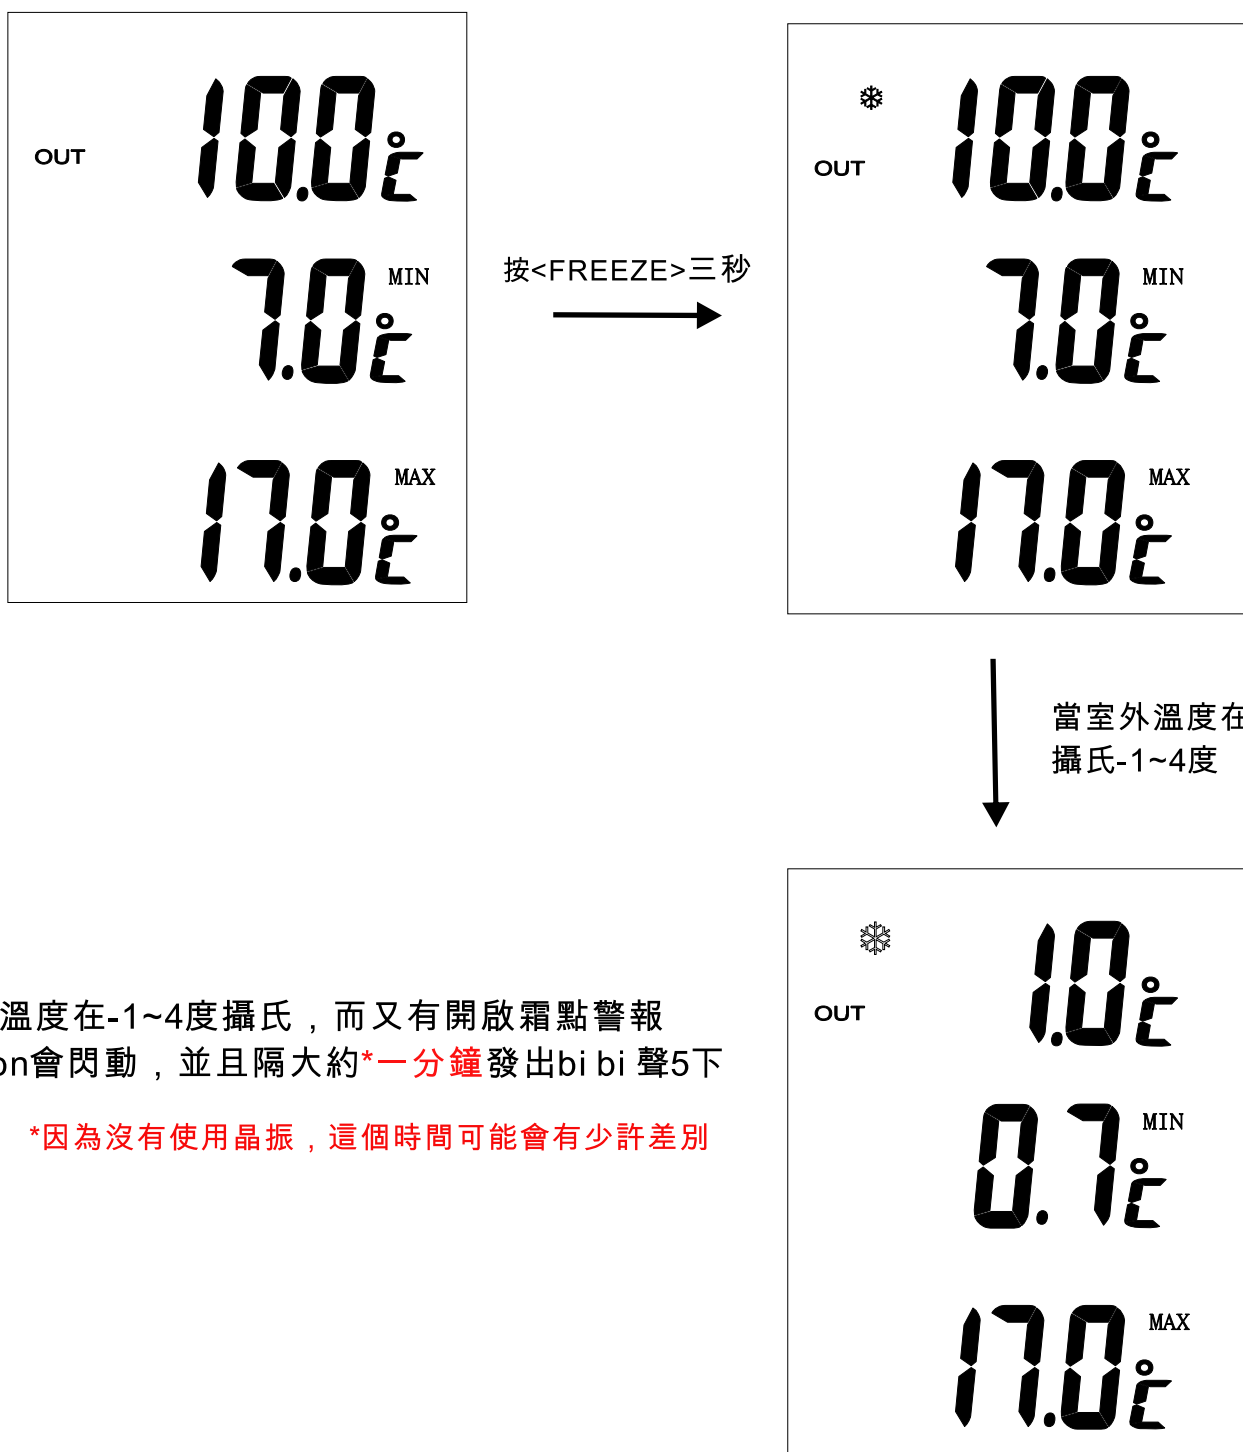 OUT 10.0℃
7.0℃ MIN
17.0℃ MAX
按<FREEZE>三秒
❄
OUT 10.0℃
7.0℃ MIN
17.0℃ MAX
當室外溫度在
攝氏-1~4度
❄
OUT 1.0℃
0.7℃ MIN
17.0℃ MAX
溫度在-1~4度攝氏，而又有開啟霜點警報
on會閃動，並且隔大約*一分鐘發出bi bi 聲5下
*因為沒有使用晶振，這個時間可能會有少許差別